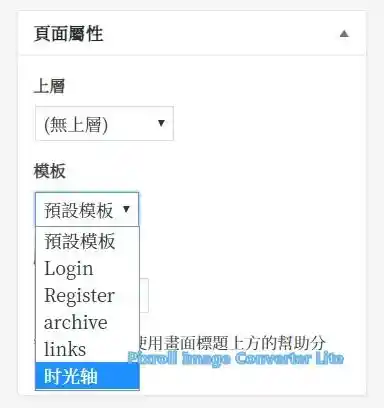 頁面屬性
上層
(無上層)
模板
預設模板
預設模板
Login
Register
archive
links
时光轴
使用畫面標題上方的幫助分
Pixroll Image Converter Lite